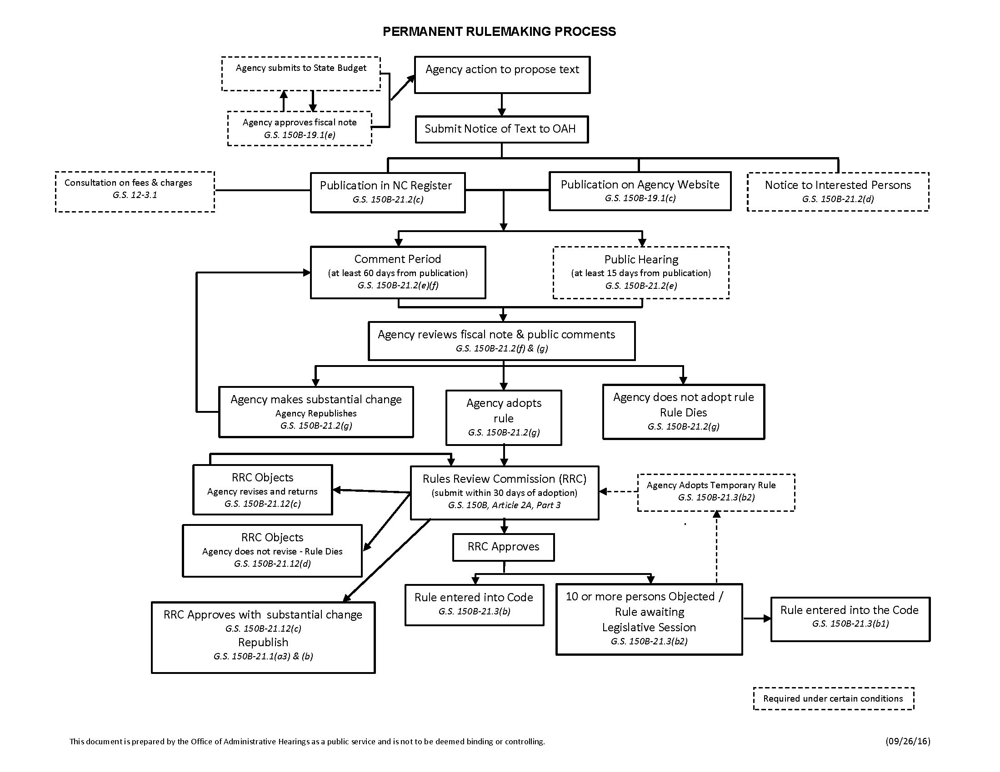 PERMANENT RULEMAKING PROCESS
Agency submits to State Budget
Agency action to propose text
Agency approves fiscal note
G.S. 150B-19.1(e)
Submit Notice of Text to OAH
Consultation on fees & charges
G.S. 12-3.1
Publication in NC Register
G.S. 150B-21.2(c)
Publication on Agency Website
G.S. 150B-19.1(c)
Notice to Interested Persons
G.S. 150B-21.2(d)
Comment Period
(at least 60 days from publication)
G.S. 150B-21.2(e)(f)
Public Hearing
(at least 15 days from publication)
G.S. 150B-21.2(e)
Agency reviews fiscal note & public comments
G.S. 150B-21.2(f) & (g)
Agency makes substantial change
Agency Republishes
G.S. 150B-21.2(g)
Agency adopts
rule
G.S. 150B-21.2(g)
Agency does not adopt rule
Rule Dies
G.S. 150B-21.2(g)
RRC Objects
Agency revises and returns
G.S. 150B-21.12(c)
Rules Review Commission (RRC)
(submit within 30 days of adoption)
G.S. 150B, Article 2A, Part 3
Agency Adopts Temporary Rule
G.S. 150B-21.3(b2)
RRC Objects
Agency does not revise - Rule Dies
G.S. 150B-21.12(d)
RRC Approves
RRC Approves with substantial change
G.S. 150B-21.12(c)
Republish
G.S. 150B-21.1(a3) & (b)
Rule entered into Code
G.S. 150B-21.3(b)
10 or more persons Objected /
Rule awaiting
Legislative Session
G.S. 150B-21.3(b2)
Rule entered into the Code
G.S. 150B-21.3(b1)
Required under certain conditions
This document is prepared by the Office of Administrative Hearings as a public service and is not to be deemed binding or controlling.
(09/26/16)